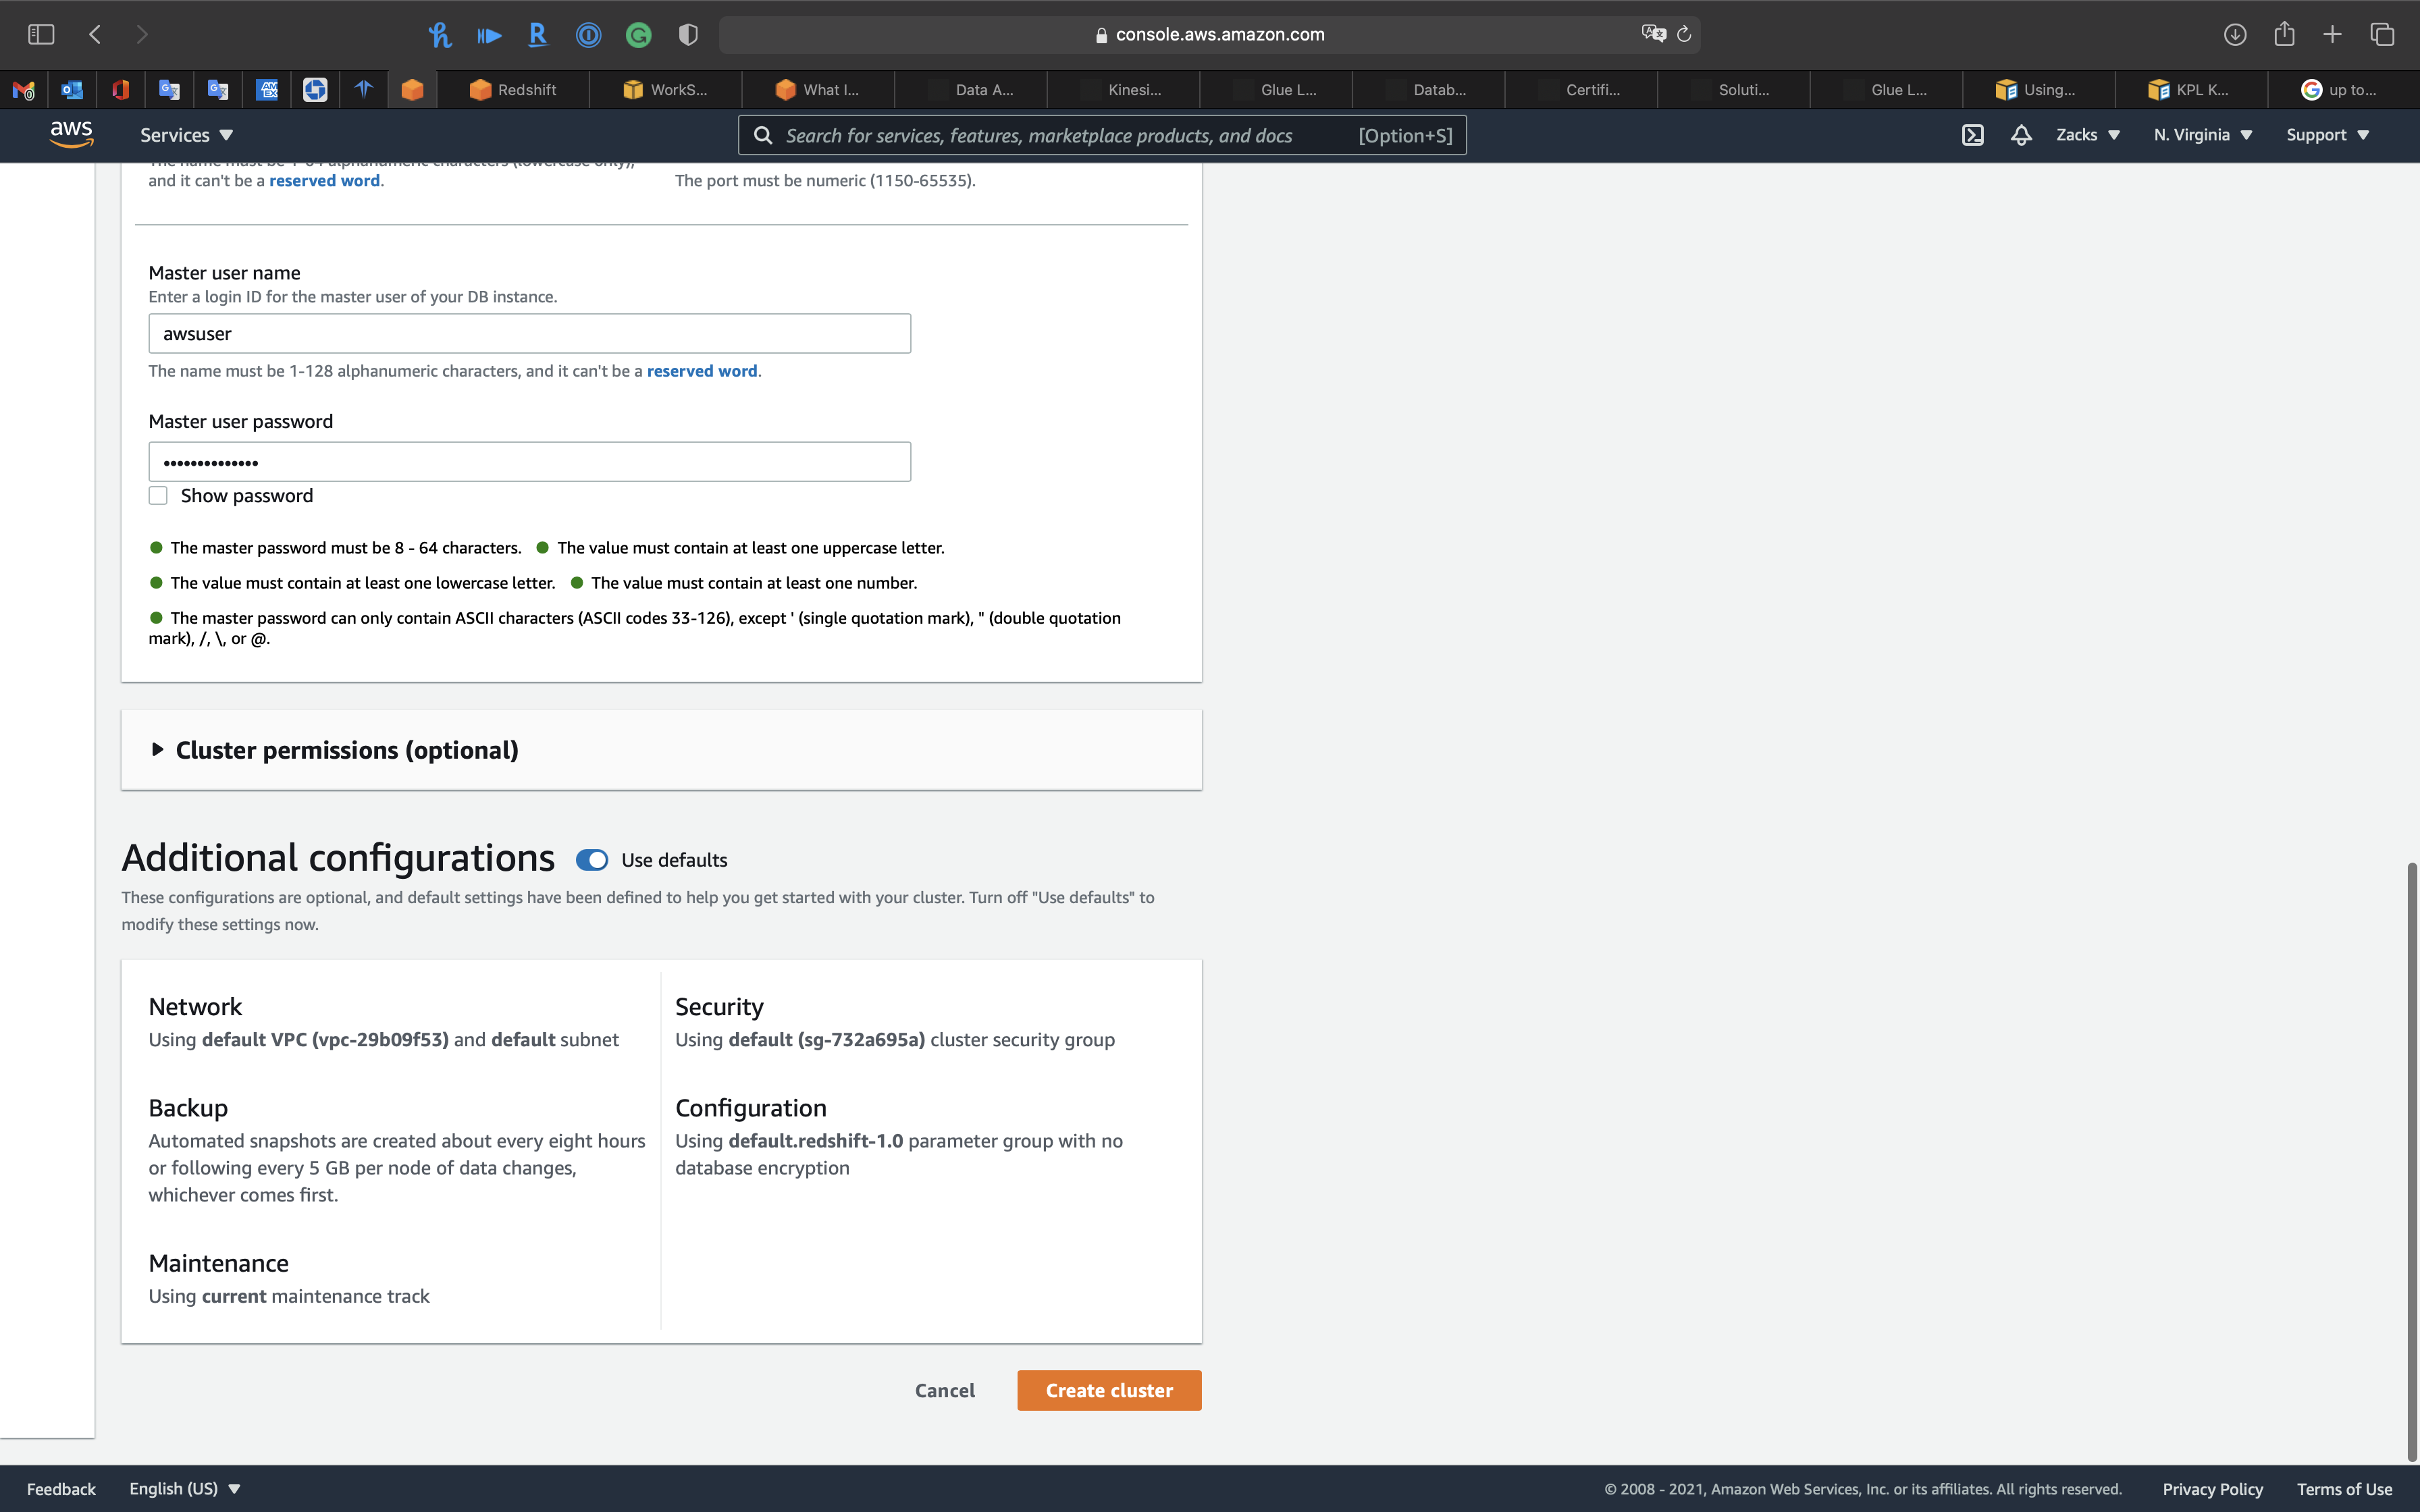 console.aws.amazon.com
Redshift
WorkS...
What I...
Data A...
Kinesi...
Glue L...
Datab...
Certifi...
Soluti...
Glue L...
Using...
KPL K...
up to...
aws
Services
Search for services, features, marketplace products, and docs [Option+S]
Zacks
N. Virginia
Support
and it can't be a reserved word.
The port must be numeric (1150-65535).
Master user name
Enter a login ID for the master user of your DB instance.
awsuser
The name must be 1-128 alphanumeric characters, and it can't be a reserved word.
Master user password
••••••••••••••
Show password
The master password must be 8 - 64 characters. The value must contain at least one uppercase letter.
The value must contain at least one lowercase letter. The value must contain at least one number.
The master password can only contain ASCII characters (ASCII codes 33-126), except ' (single quotation mark), " (double quotation
mark), /, \, or @.
Cluster permissions (optional)
Additional configurations Use defaults
These configurations are optional, and default settings have been defined to help you get started with your cluster. Turn off "Use defaults" to
modify these settings now.
Network
Using default VPC (vpc-29b09f53) and default subnet
Security
Using default (sg-732a695a) cluster security group
Backup
Automated snapshots are created about every eight hours
or following every 5 GB per node of data changes,
whichever comes first.
Configuration
Using default.redshift-1.0 parameter group with no
database encryption
Maintenance
Using current maintenance track
Cancel
Create cluster
Feedback
English (US)
© 2008 - 2021, Amazon Web Services, Inc. or its affiliates. All rights reserved.
Privacy Policy
Terms of Use